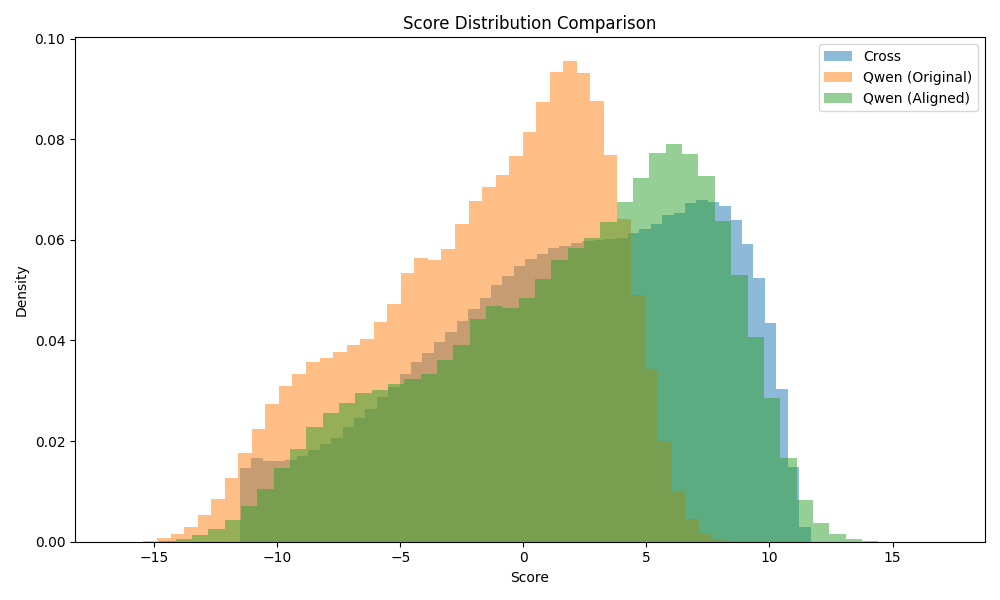 Score Distribution Comparison
Cross
Qwen (Original)
Qwen (Aligned)
Density
0.10
0.08
0.06
0.04
0.02
0.00
−15
−10
−5
0
5
10
15
Score